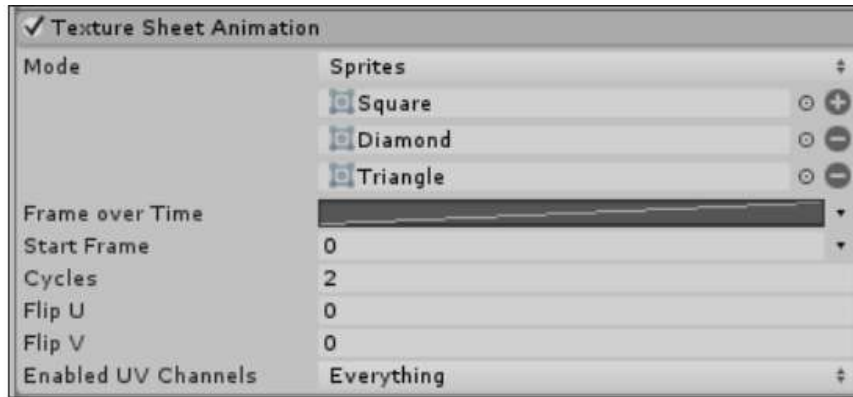 Texture Sheet Animation
Mode Sprites
Square
Diamond
Triangle
Frame over Time
Start Frame 0
Cycles 2
Flip U 0
Flip V 0
Enabled UV Channels Everything